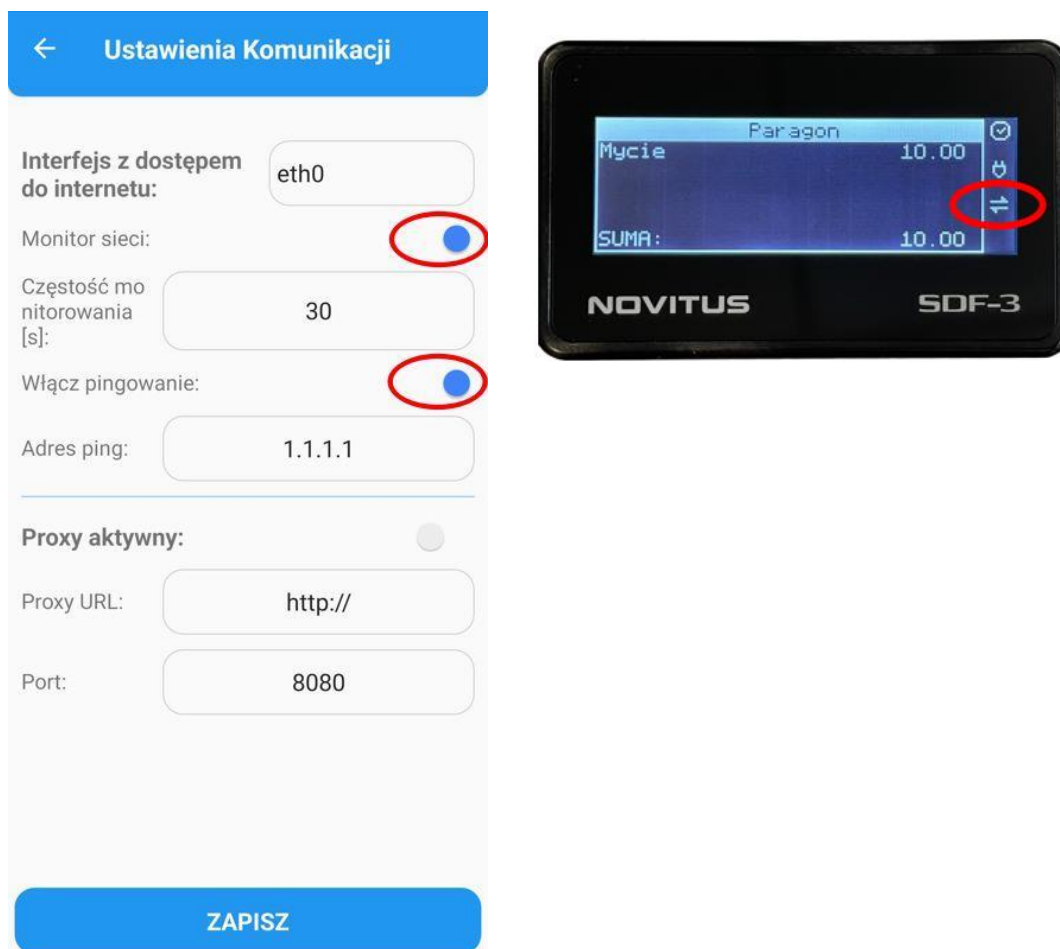 Ustawienia Komunikacji
Interfejs z dostępem
do internetu:
eth0
Monitor sieci:
Częstość mo
nitorowania
[s]:
30
Włącz pingowanie:
Adres ping:
1.1.1.1
Proxy aktywny:
Proxy URL:
http://
Port:
8080
ZAPISZ
Paragon
Mycie 10.00
SUMA: 10.00
NOVITUS SDF-3